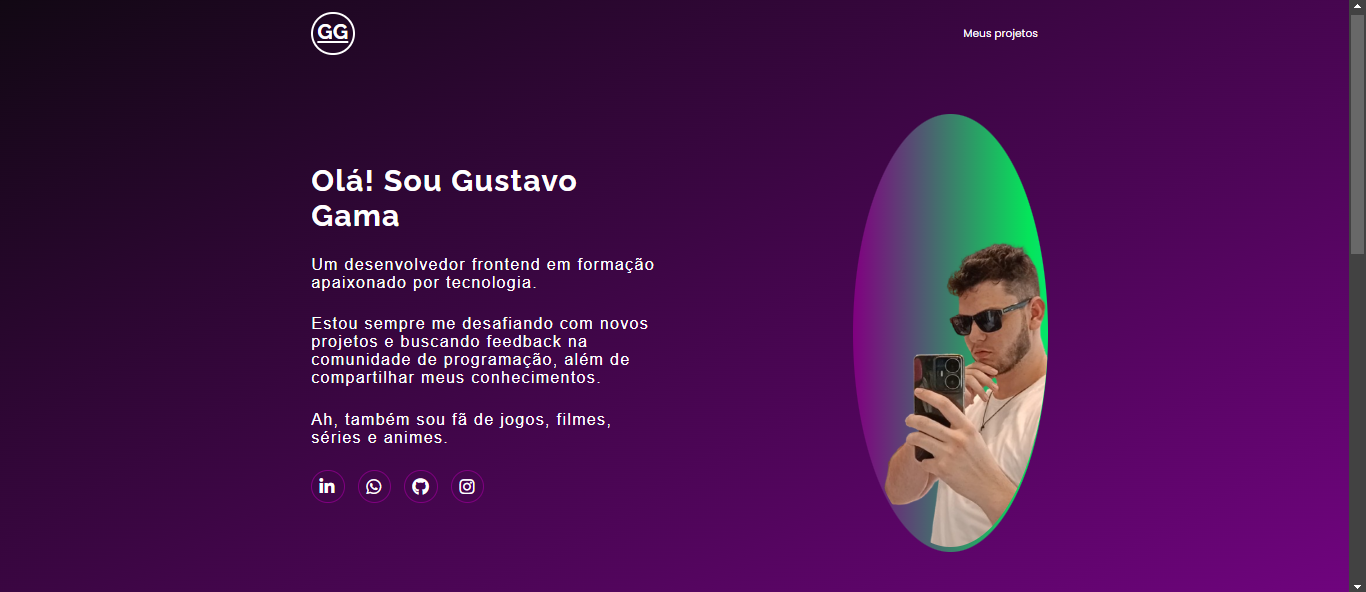 GG
Meus projetos
Olá! Sou Gustavo
Gama
Um desenvolvedor frontend em formação
apaixonado por tecnologia.
Estou sempre me desafiando com novos
projetos e buscando feedback na
comunidade de programação, além de
compartilhar meus conhecimentos.
Ah, também sou fã de jogos, filmes,
séries e animes.
in